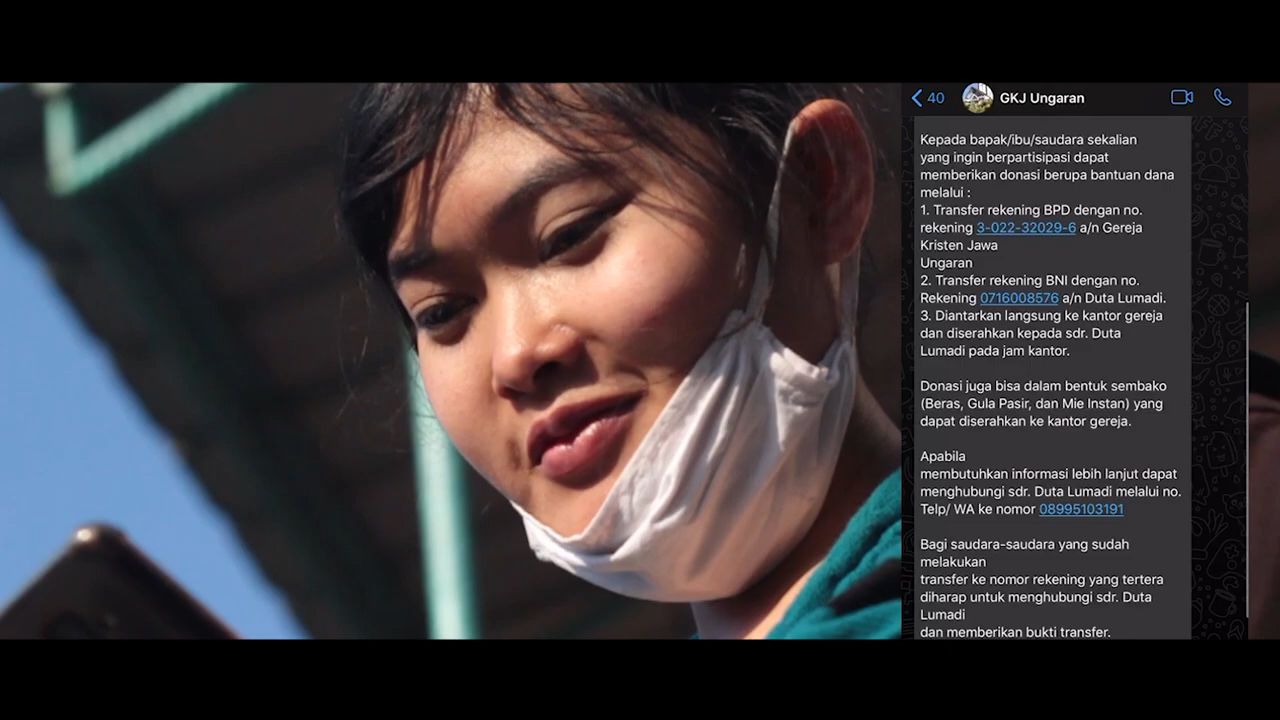 40
GKJ Ungaran
Kepada bapak/ibu/saudara sekalian
yang ingin berpartisipasi dapat
memberikan donasi berupa bantuan dana
melalui :
1. Transfer rekening BPD dengan no.
rekening 3-022-32029-6 a/n Gereja
Kristen Jawa
Ungaran
2. Transfer rekening BNI dengan no.
Rekening 0716008576 a/n Duta Lumadi.
3. Diantarkan langsung ke kantor gereja
dan diserahkan kepada sdr. Duta
Lumadi pada jam kantor.
Donasi juga bisa dalam bentuk sembako
(Beras, Gula Pasir, dan Mie Instan) yang
dapat diserahkan ke kantor gereja.
Apabila
membutuhkan informasi lebih lanjut dapat
menghubungi sdr. Duta Lumadi melalui no.
Telp/ WA ke nomor 08995103191
Bagi saudara-saudara yang sudah
melakukan
transfer ke nomor rekening yang tertera
diharap untuk menghubungi sdr. Duta
Lumadi
dan memberikan bukti transfer.